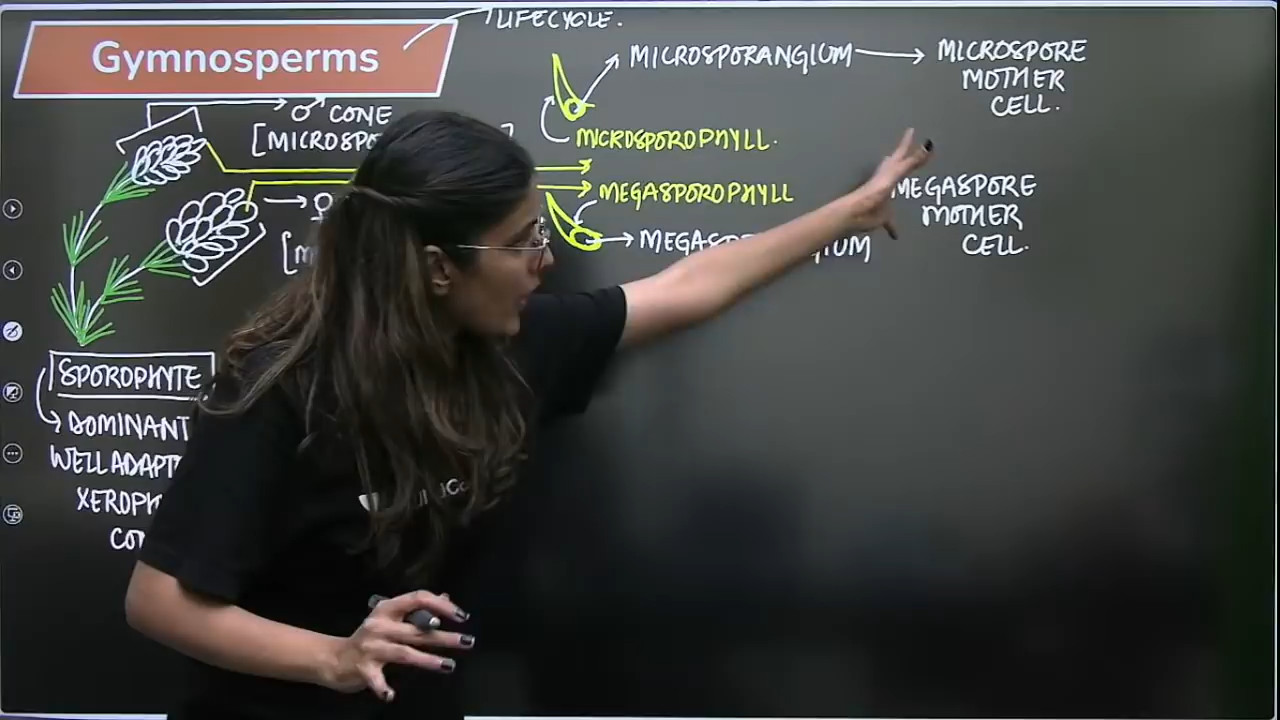 LIFECYCLE.
Gymnosperms
MICROSPORANGIUM
MICROSPORE
MOTHER
CELL.
♂ CONE
MICROSPOROPHYLL.
MEGASPOROPHYLL
MEGASPORE
MOTHER
CELL.
♀
SPOROPHYTE
DOMINANT